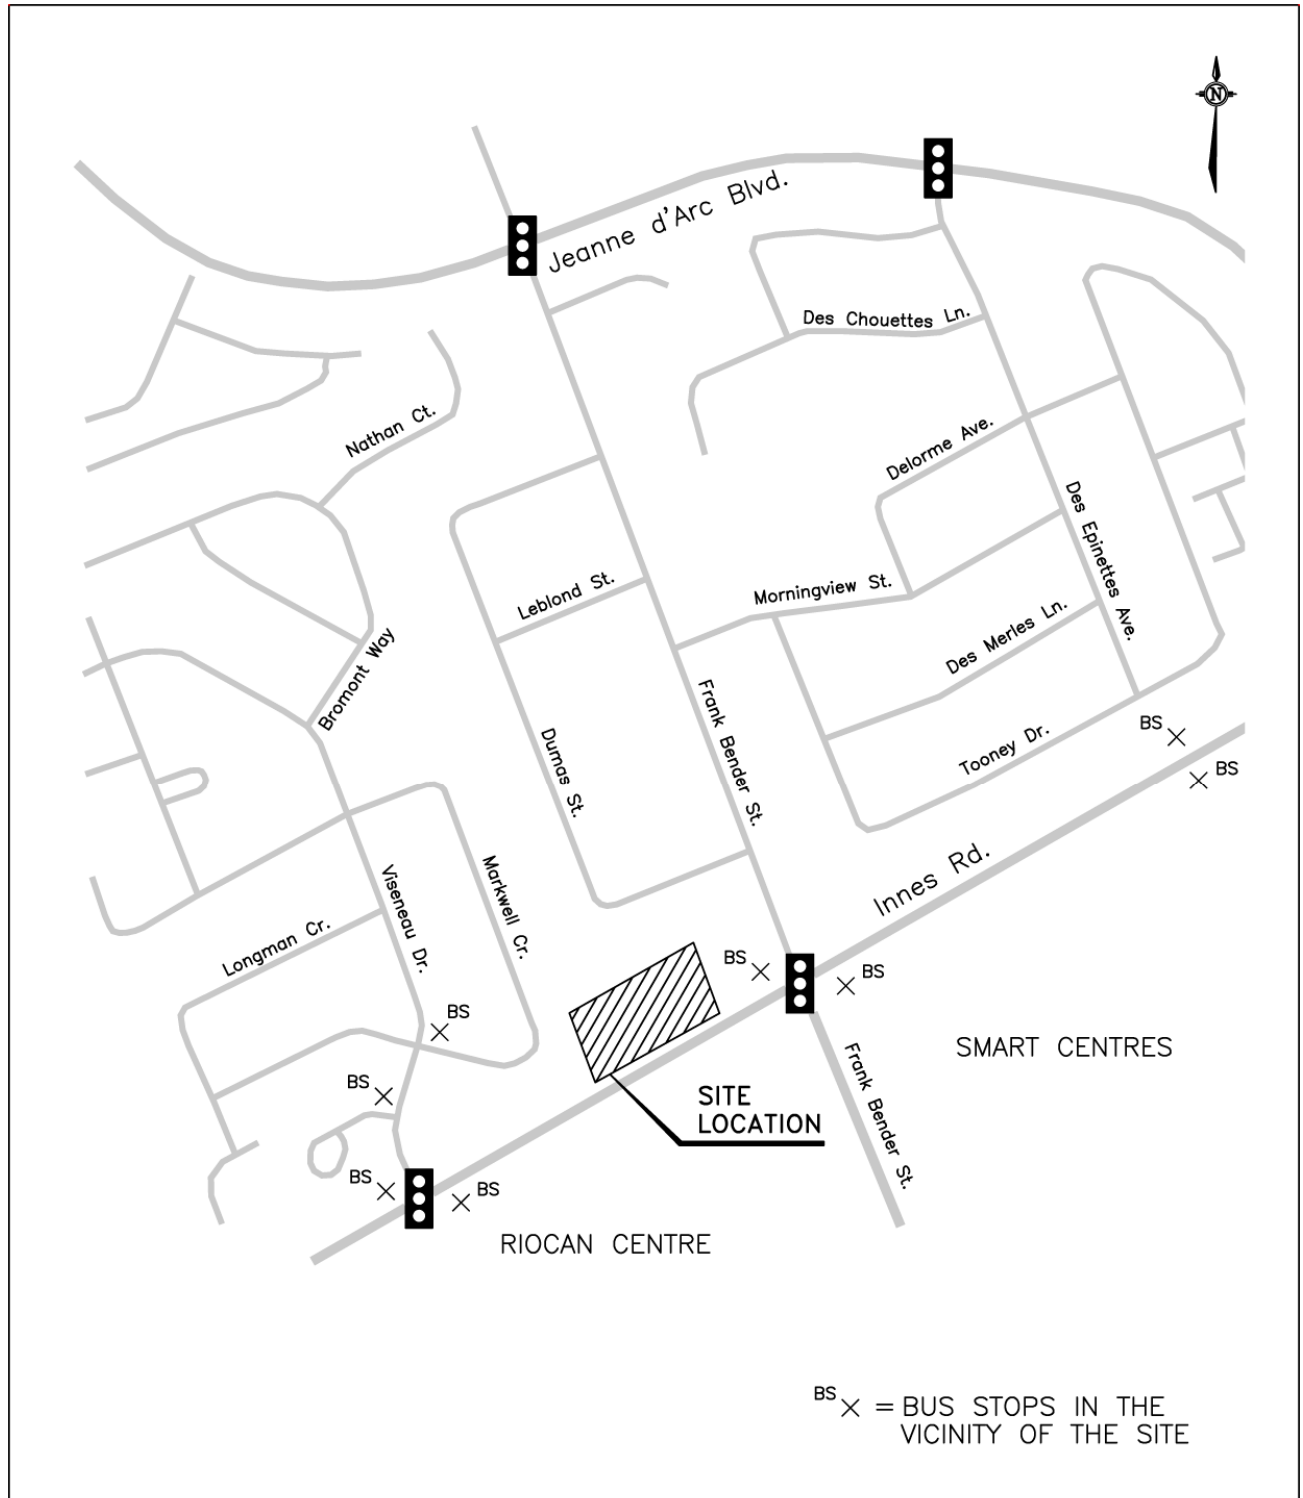 N
Jeanne d'Arc Blvd.
Des Chouettes Ln.
Nathan Ct.
Delorme Ave.
Des Epinettes Ave.
Leblond St.
Morningview St.
Des Merles Ln.
Bromont Way
Frank Bender St.
Dumas St.
Tooney Dr.
BS
BS
Innes Rd.
Viseneau Dr.
Markwell Cr.
Longman Cr.
BS
BS
BS
SMART CENTRES
Frank Bender St.
BS
SITE
LOCATION
BS
BS
RIOCAN CENTRE
BS = BUS STOPS IN THE
VICINITY OF THE SITE